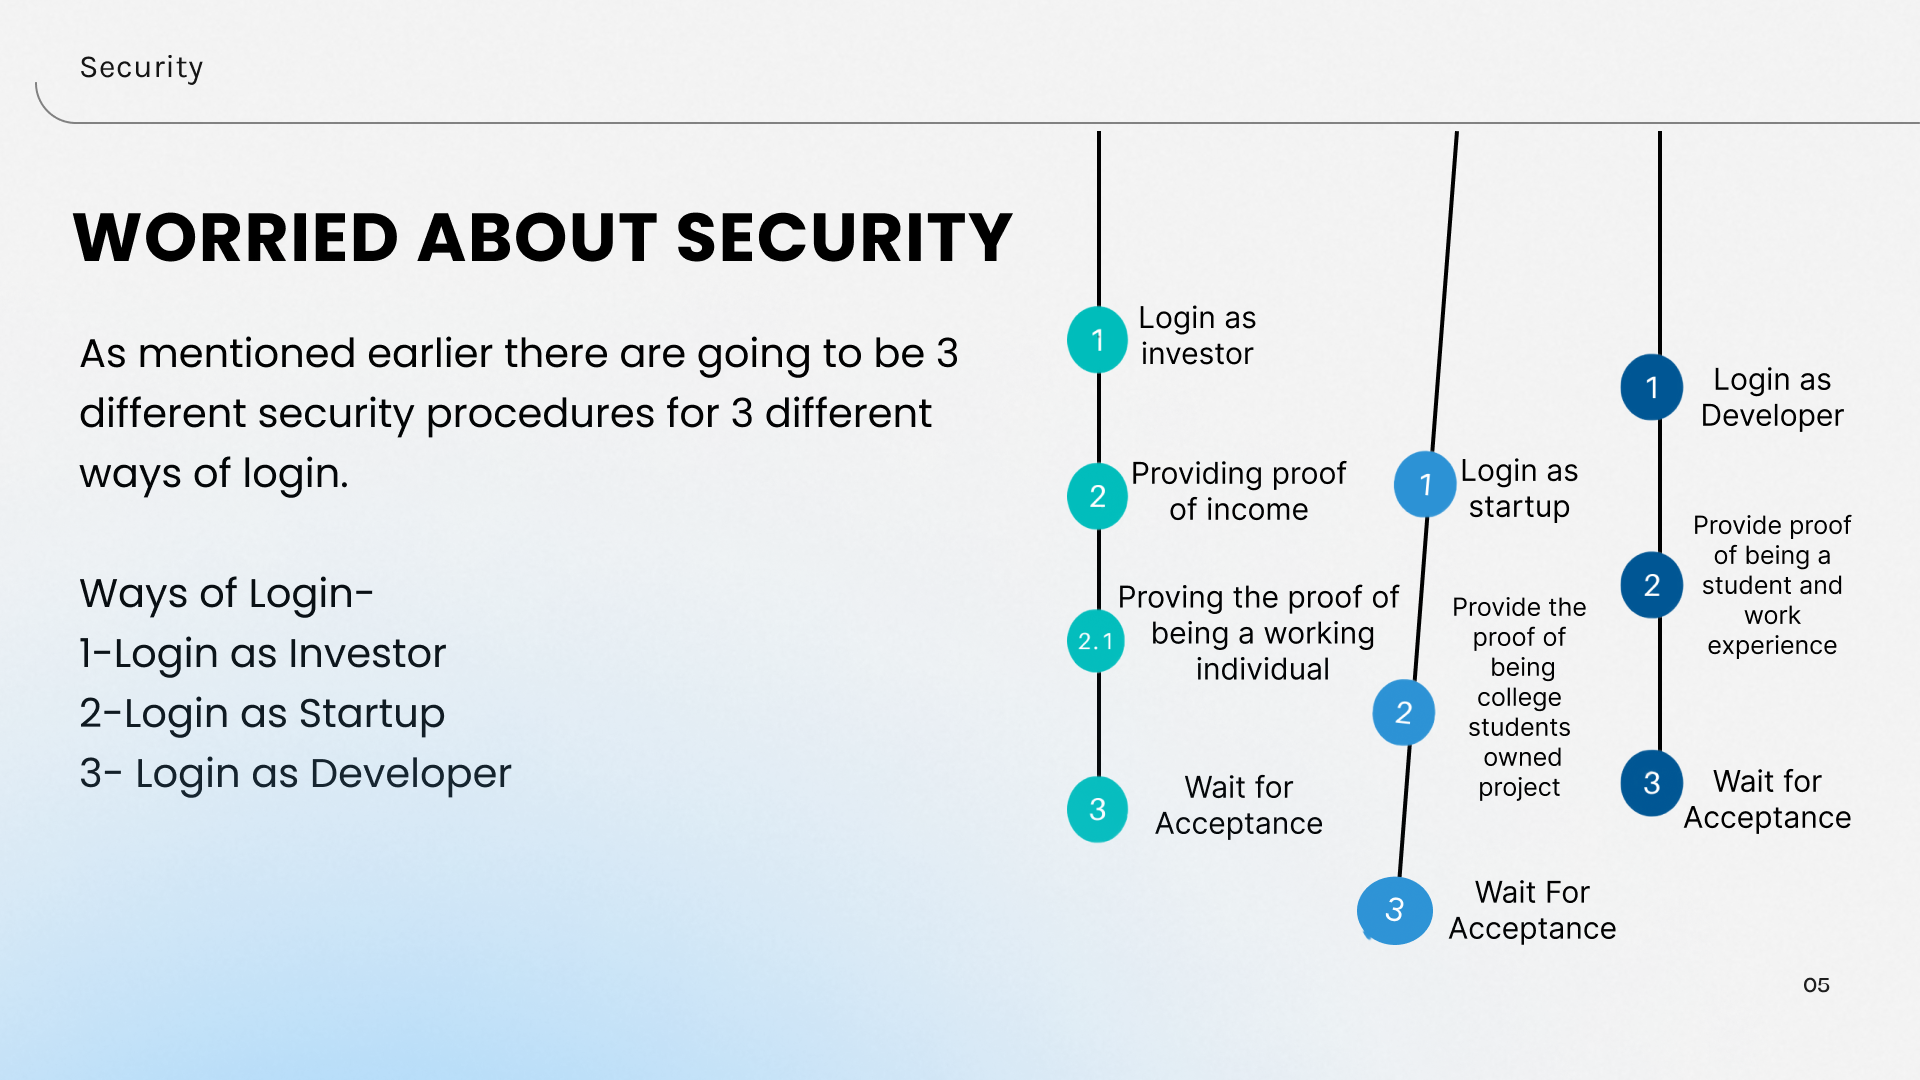 Security
WORRIED ABOUT SECURITY
As mentioned earlier there are going to be 3
different security procedures for 3 different
ways of login.
Ways of Login-
1-Login as Investor
2-Login as Startup
3- Login as Developer
1
Login as
investor
2
Providing proof
of income
2.1
Proving the proof of
being a working
individual
3
Wait for
Acceptance
1
Login as
startup
2
Provide the
proof of
being
college
students
owned
project
3
Wait For
Acceptance
1
Login as
Developer
2
Provide proof
of being a
student and
work
experience
3
Wait for
Acceptance
05